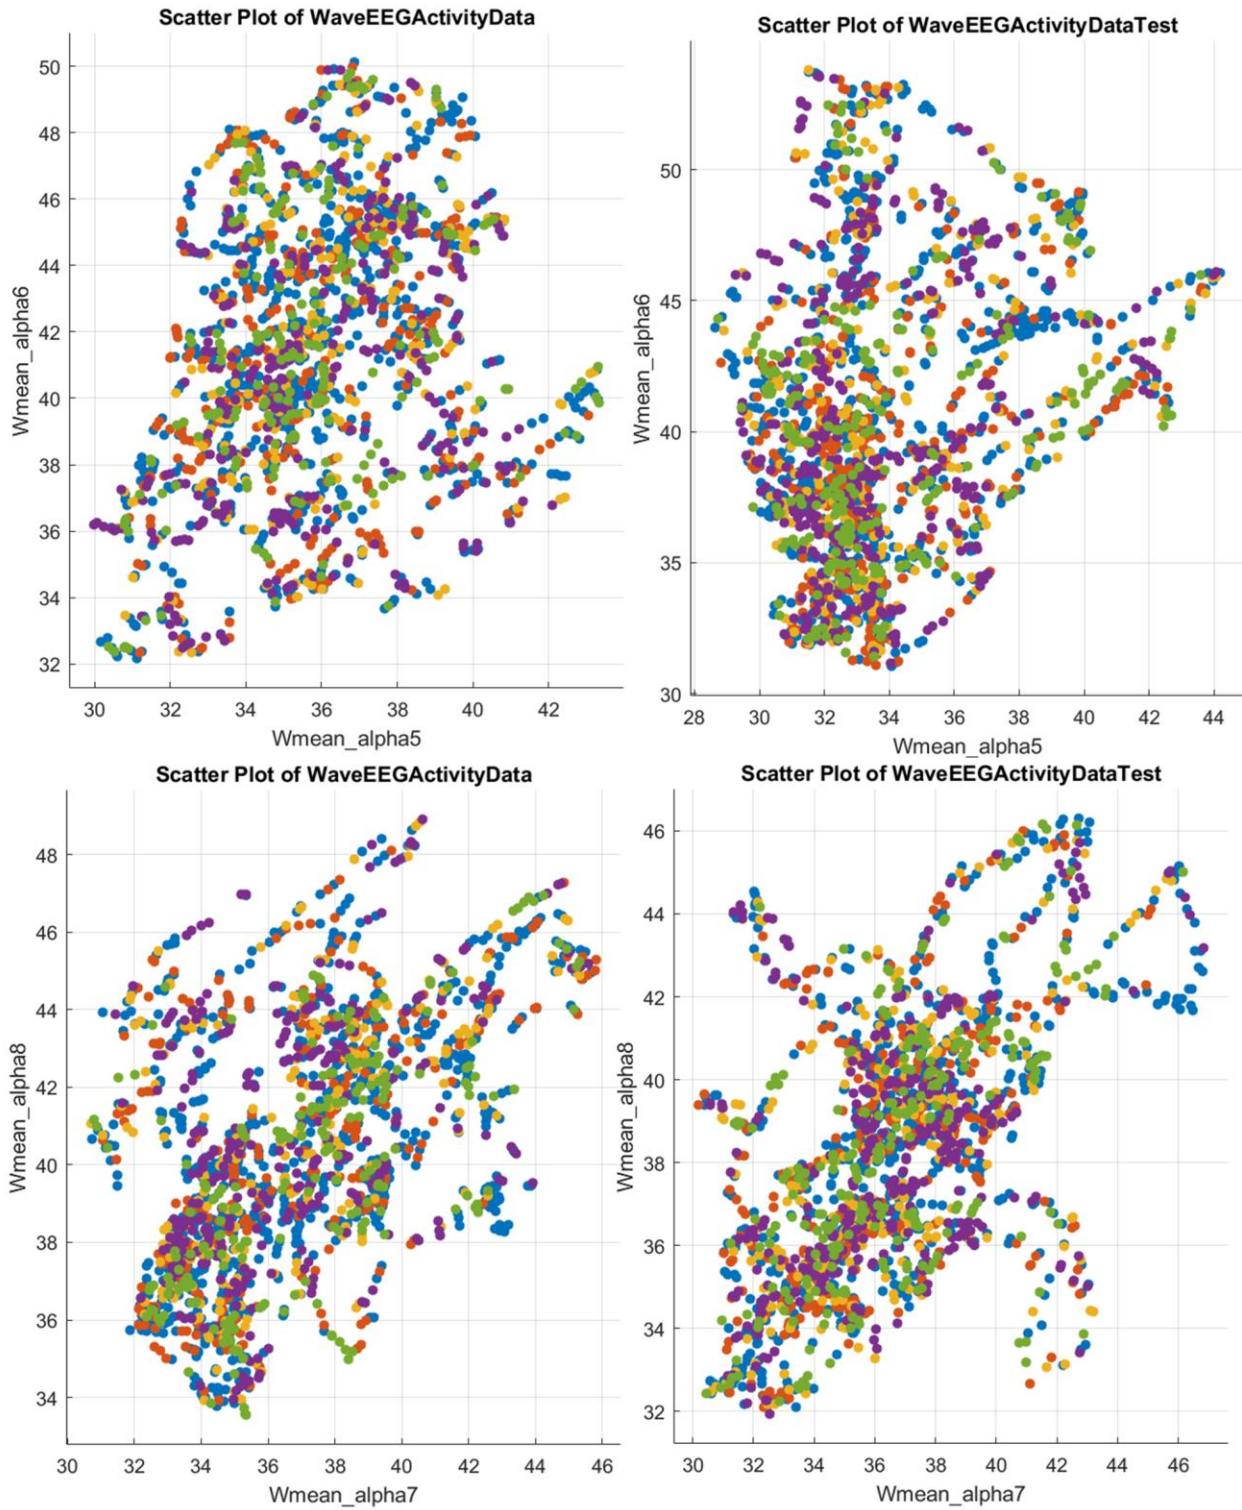 Scatter Plot of WaveEEGActivityData
50
48
46
44
42
40
38
36
34
32
Wmean_alpha6
30 32 34 36 38 40 42
Wmean_alpha5
Scatter Plot of WaveEEGActivityDataTest
50
45
40
35
30
Wmean_alpha6
28 30 32 34 36 38 40 42 44
Wmean_alpha5
Scatter Plot of WaveEEGActivityData
48
46
44
42
40
38
36
34
Wmean_alpha8
30 32 34 36 38 40 42 44 46
Wmean_alpha7
Scatter Plot of WaveEEGActivityDataTest
46
44
42
40
38
36
34
32
Wmean_alpha8
30 32 34 36 38 40 42 44 46
Wmean_alpha7